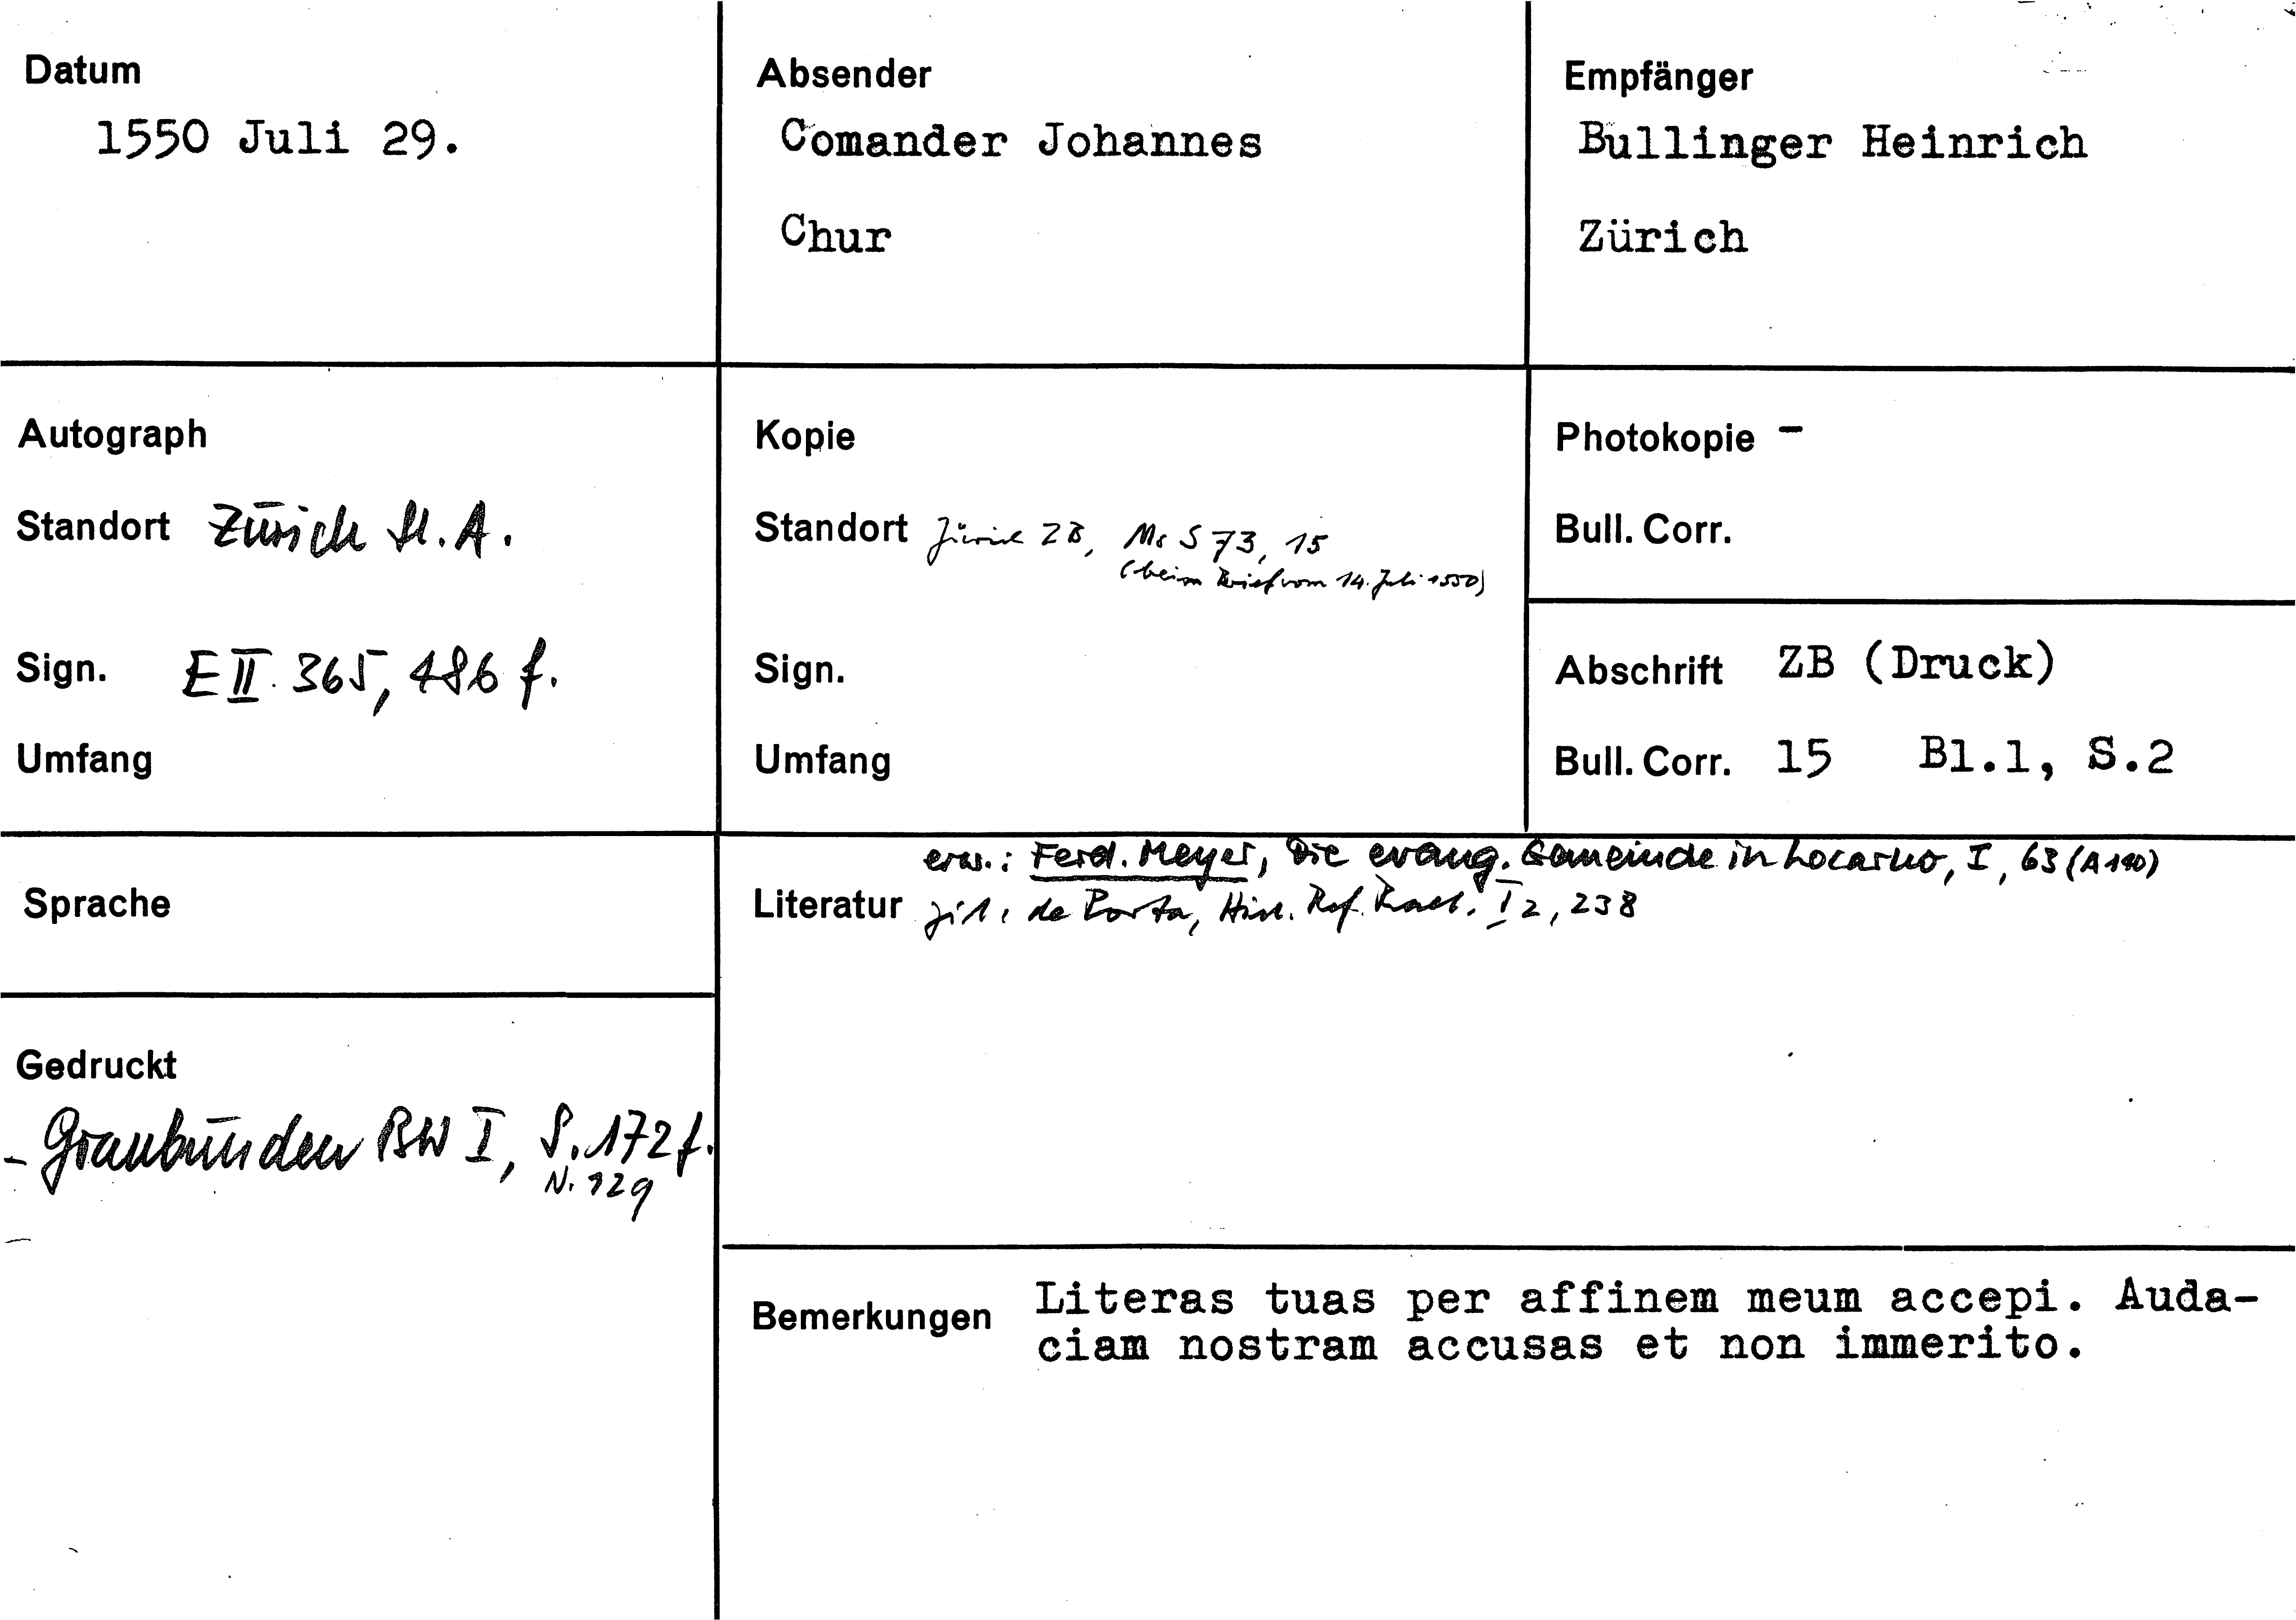 Datum
1550 Juli 29.
Absender
Comander Johannes
Chur
Empfänger
Bullinger Heinrich
Zürich
Autograph
Standort Zürich St. A.
Sign. E II 365, 486 f.
Umfang
Kopie
Standort Zürich ZB, Ms S 73, 15
(beim Brief vom 14. Juli 1550)
Sign.
Umfang
Photokopie -
Bull. Corr.
Abschrift ZB (Druck)
Bull. Corr. 15 Bl.1, S.2
Sprache
Gedruckt
- Graubünden BW I, S. 172 f.
N. 129
erw.: Ferd. Meyer, Die evang. Gemeinde in Locarno, I, 63 (A 190)
Literatur zit: de Porta, Hist. Ref. Raet. I 2, 238
Bemerkungen Literas tuas per affinem meum accepi. Auda-
ciam nostram accusas et non immerito.